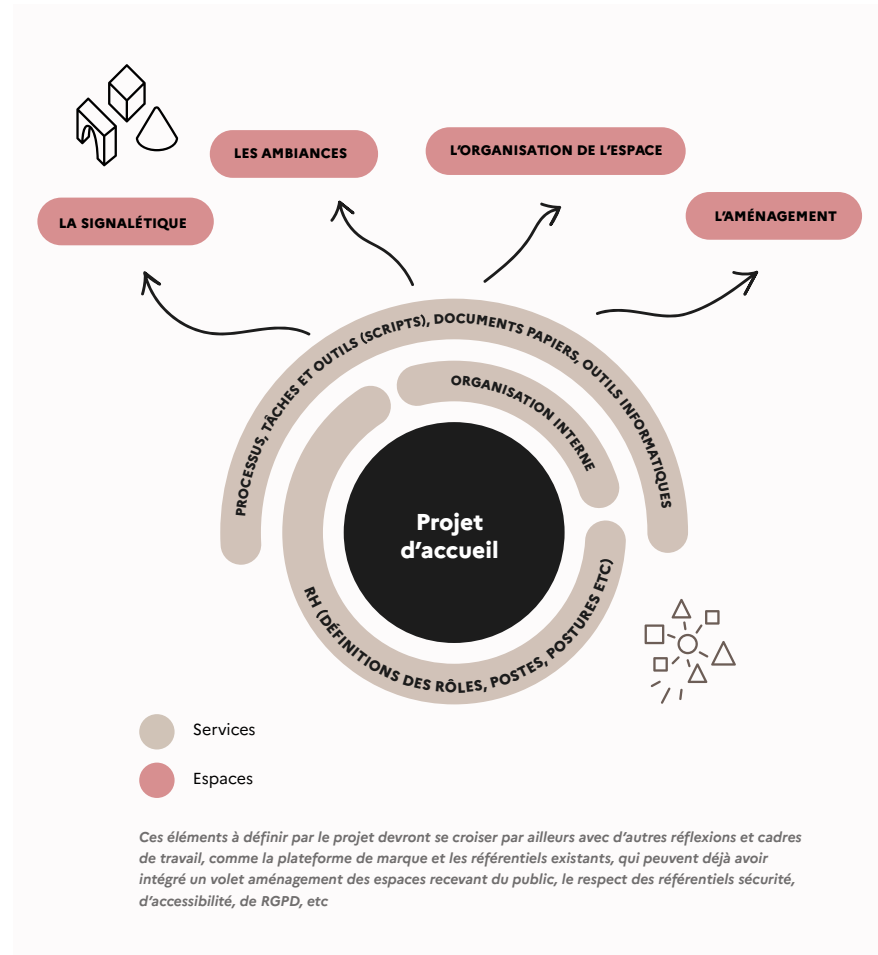 LES AMBIANCES
L'ORGANISATION DE L'ESPACE
LA SIGNALÉTIQUE
L'AMÉNAGEMENT
PROCESSUS, TÂCHES ET OUTILS (SCRIPTS), DOCUMENTS PAPIERS, OUTILS INFORMATIQUES
ORGANISATION INTERNE
Projet
d'accueil
RH (DÉFINITIONS DES RÔLES, POSTES, POSTURES ETC)
Services
Espaces
Ces éléments à définir par le projet devront se croiser par ailleurs avec d'autres réflexions et cadres
de travail, comme la plateforme de marque et les référentiels existants, qui peuvent déjà avoir
intégré un volet aménagement des espaces recevant du public, le respect des référentiels sécurité,
d'accessibilité, de RGPD, etc